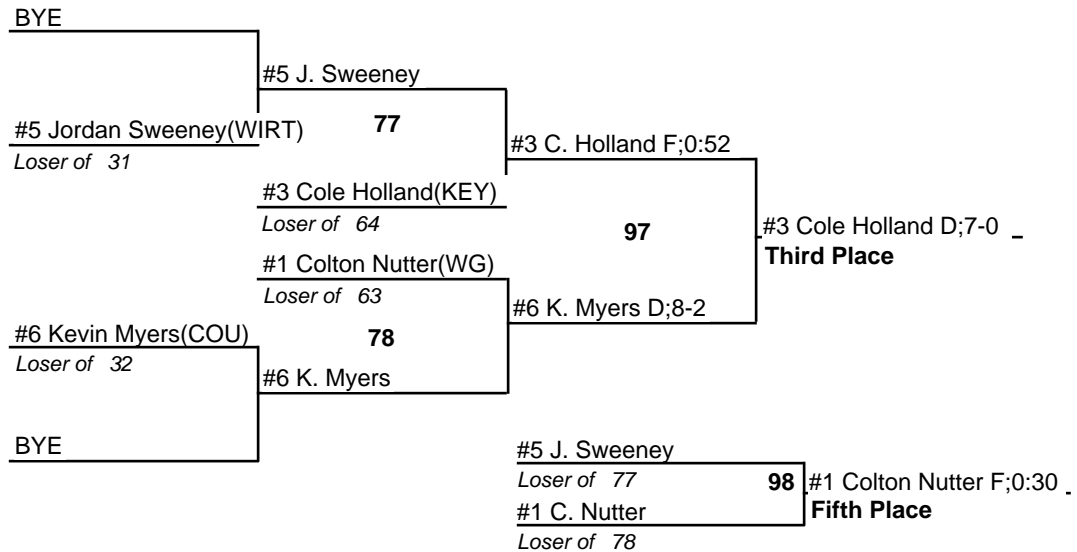 BYE
#5 J. Sweeney
#5 Jordan Sweeney(WIRT)
77
Loser of 31
#3 C. Holland F;0:52
#3 Cole Holland(KEY)
Loser of 64
97
#3 Cole Holland D;7-0
Third Place
#1 Colton Nutter(WG)
Loser of 63
#6 K. Myers D;8-2
#6 Kevin Myers(COU)
78
Loser of 32
#6 K. Myers
BYE
#5 J. Sweeney
Loser of 77
98
#1 Colton Nutter F;0:30
Fifth Place
#1 C. Nutter
Loser of 78